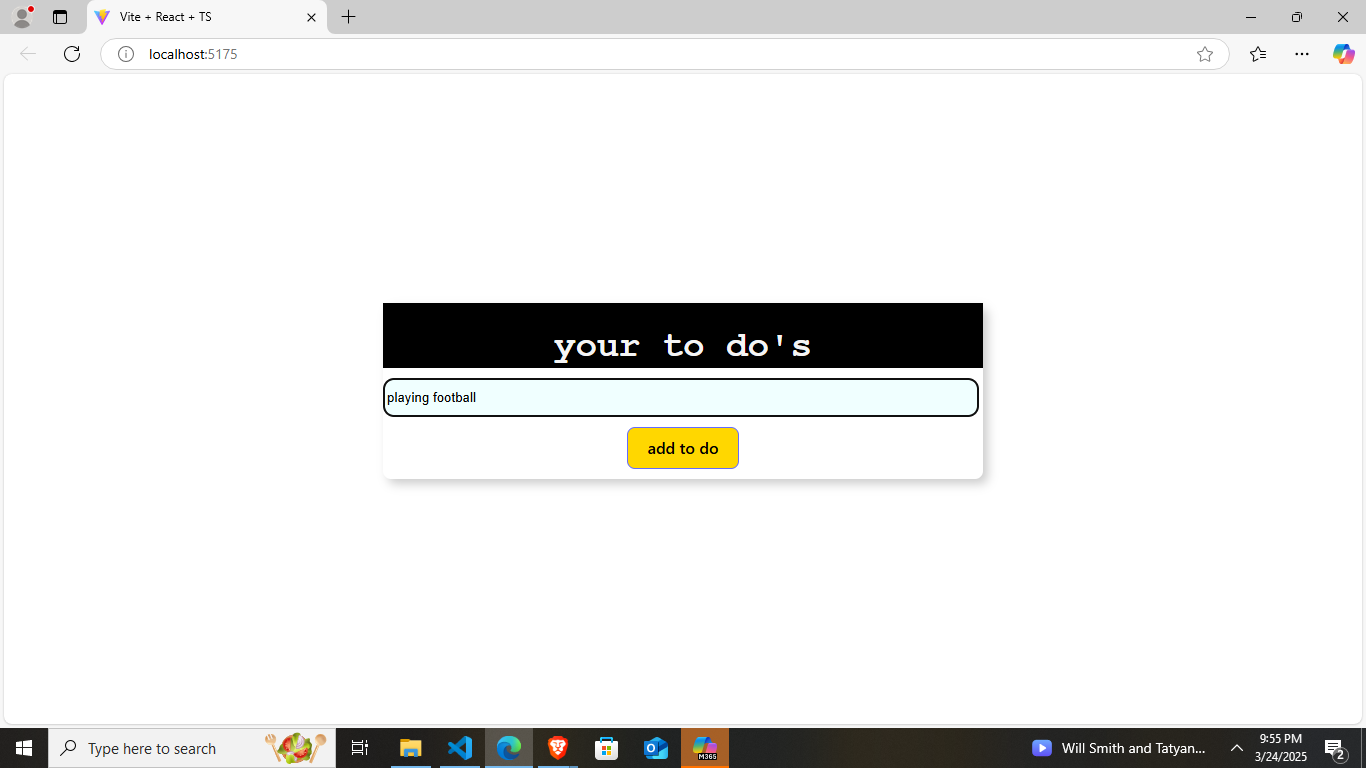 Vite + React + TS
localhost:5175
your to do's
playing football
add to do
Type here to search
M365
Will Smith and Tatyan...
9:55 PM
3/24/2025
2